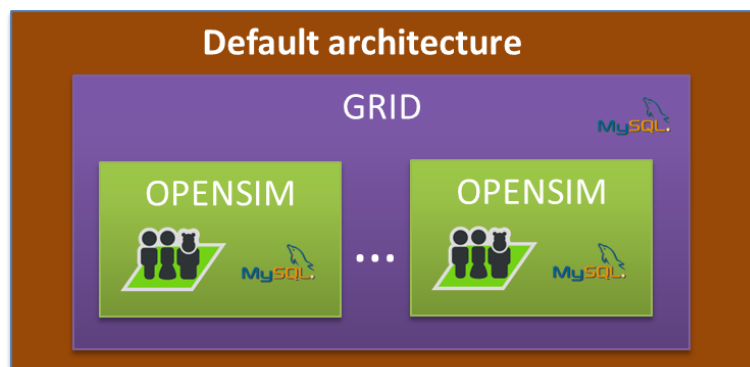 Default architecture
GRID
MySQL.
OPENSIM
MySQL.
...
OPENSIM
MySQL.